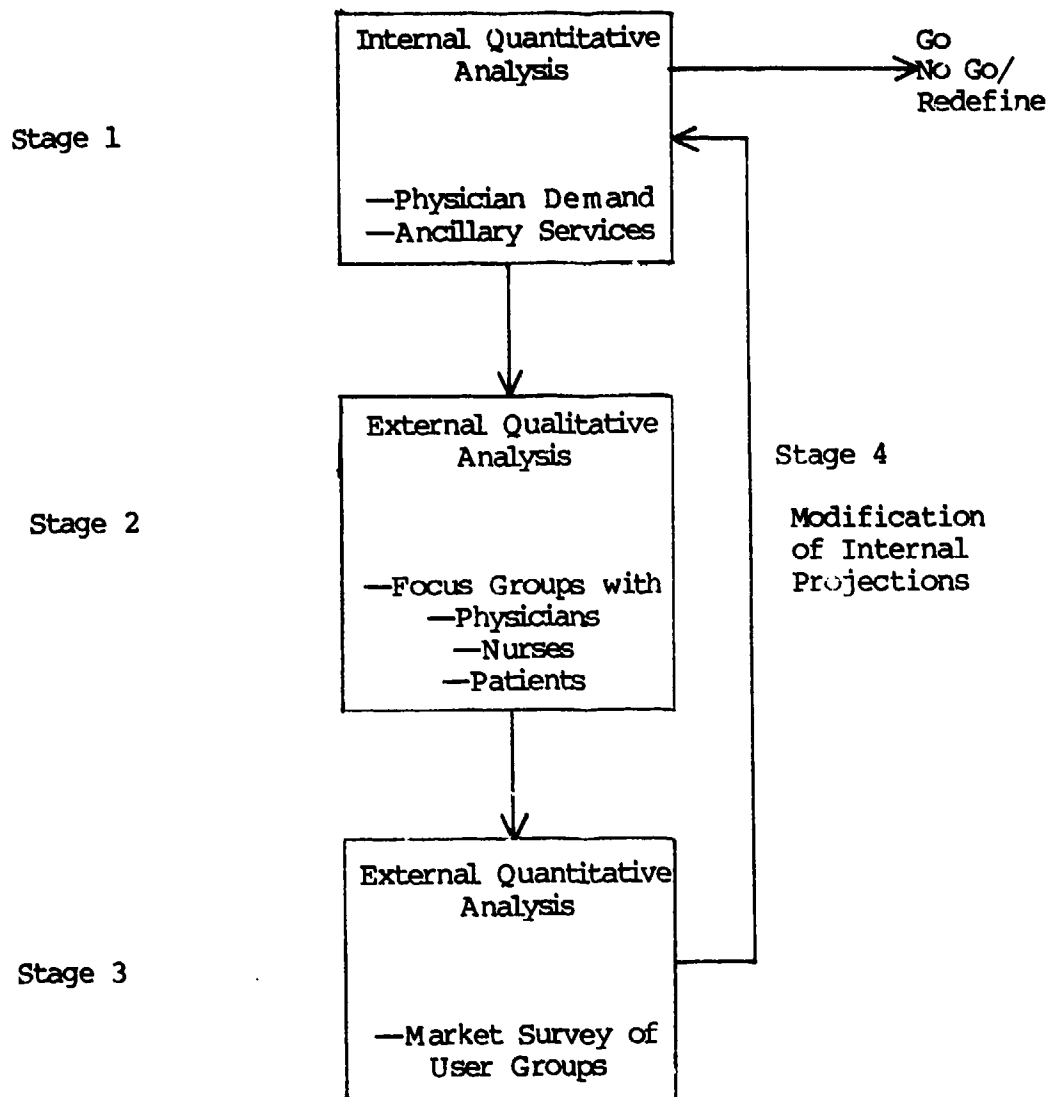 Internal Quantitative
Analysis
Go
No Go/
Redefine
Stage 1
—Physician Demand
—Ancillary Services
External Qualitative
Analysis
Stage 4
Stage 2
Modification
of Internal
Projections
—Focus Groups with
—Physicians
—Nurses
—Patients
External Quantitative
Analysis
Stage 3
—Market Survey of
User Groups